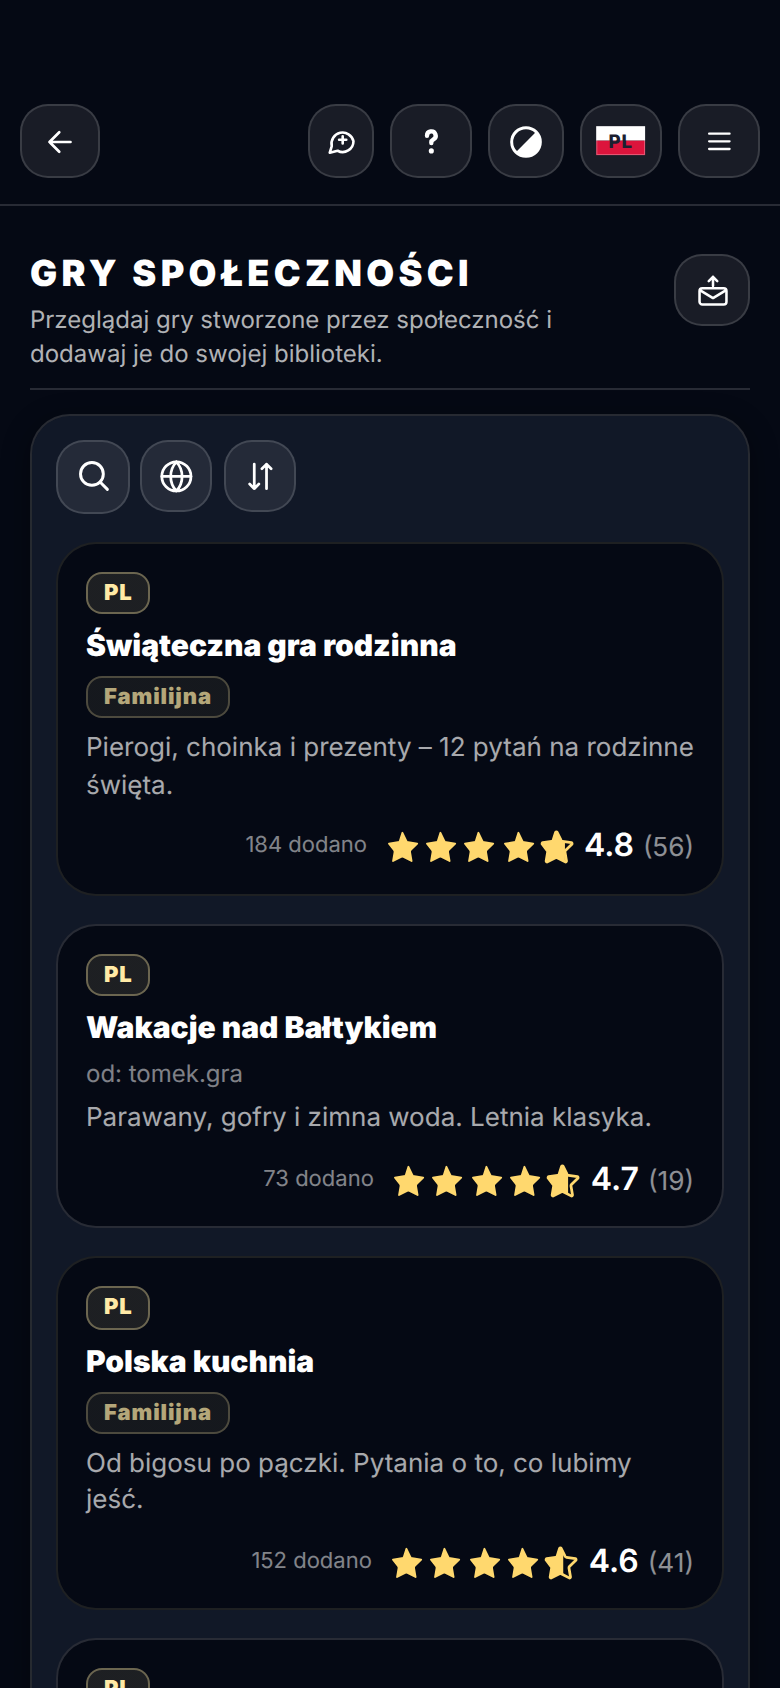 PL
GRY SPOŁECZNOŚCI
Przeglądaj gry stworzone przez społeczność i
dodawaj je do swojej biblioteki.
PL
Świąteczna gra rodzinna
Familijna
Pierogi, choinka i prezenty – 12 pytań na rodzinne
święta.
184 dodano 4.8 (56)
PL
Wakacje nad Bałtykiem
od: tomek.gra
Parawany, gofry i zimna woda. Letnia klasyka.
73 dodano 4.7 (19)
PL
Polska kuchnia
Familijna
Od bigosu po pączki. Pytania o to, co lubimy
jeść.
152 dodano 4.6 (41)
PL